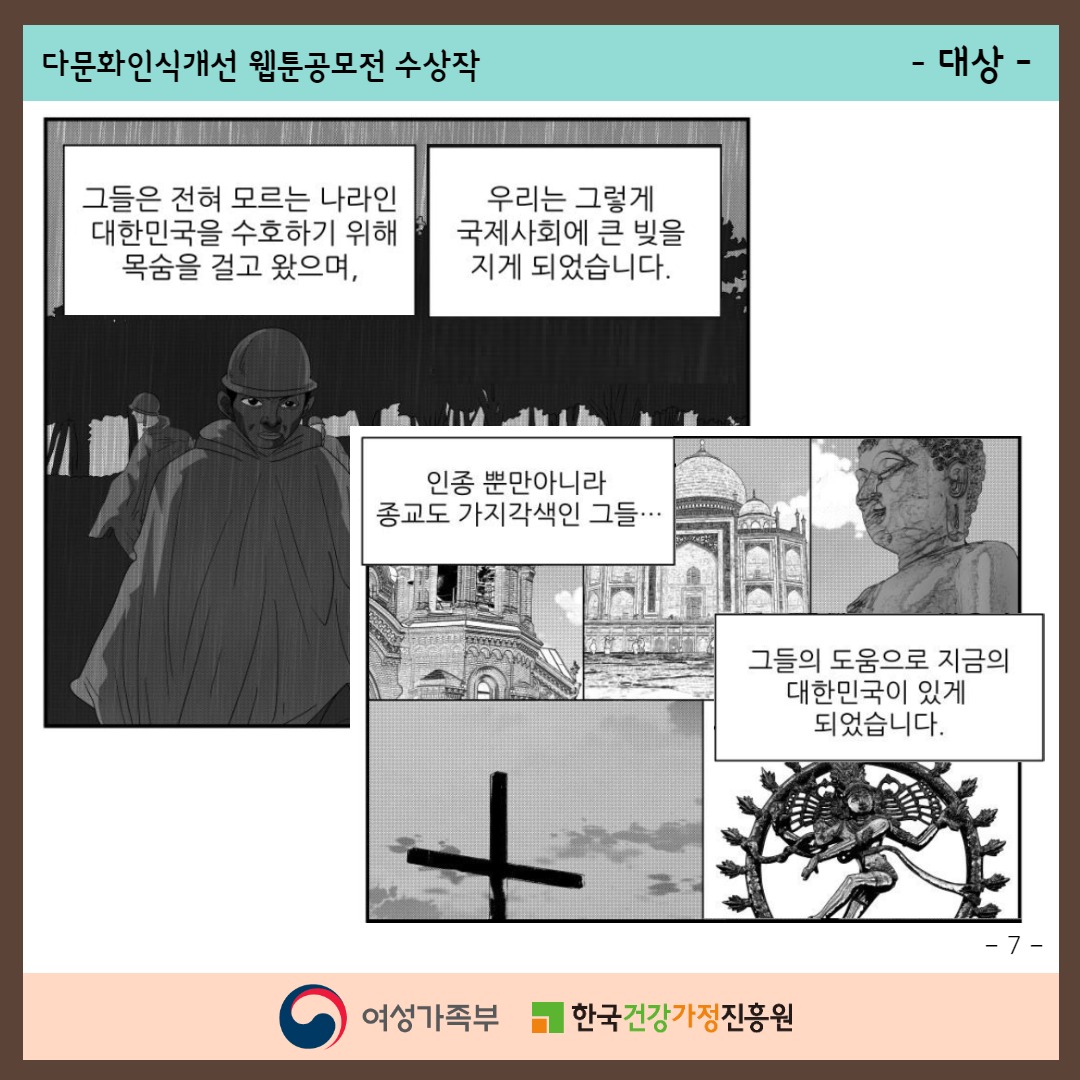 다문화인식개선 웹툰공모전 수상작
- 대상 -
그들은 전혀 모르는 나라인
대한민국을 수호하기 위해
목숨을 걸고 왔으며,
우리는 그렇게
국제사회에 큰 빚을
지게 되었습니다.
인종 뿐만아니라
종교도 가지각색인 그들…
그들의 도움으로 지금의
대한민국이 있게
되었습니다.
- 7 -
여성가족부
한국건강가정진흥원